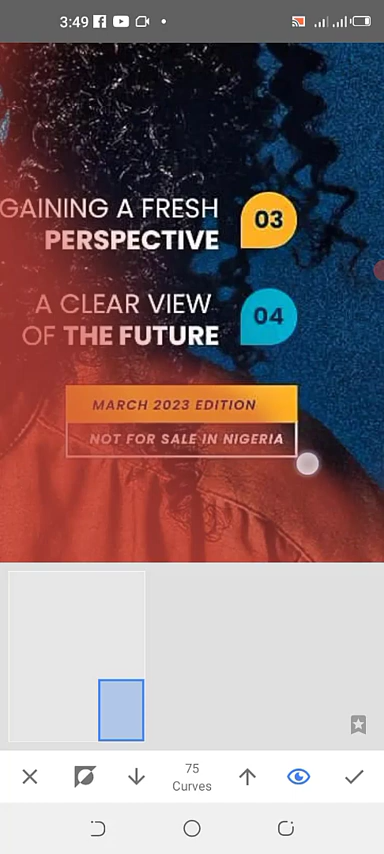 3:49
GAINING A FRESH
PERSPECTIVE
03
A CLEAR VIEW
OF THE FUTURE
04
MARCH 2023 EDITION
NOT FOR SALE IN NIGERIA
75
Curves